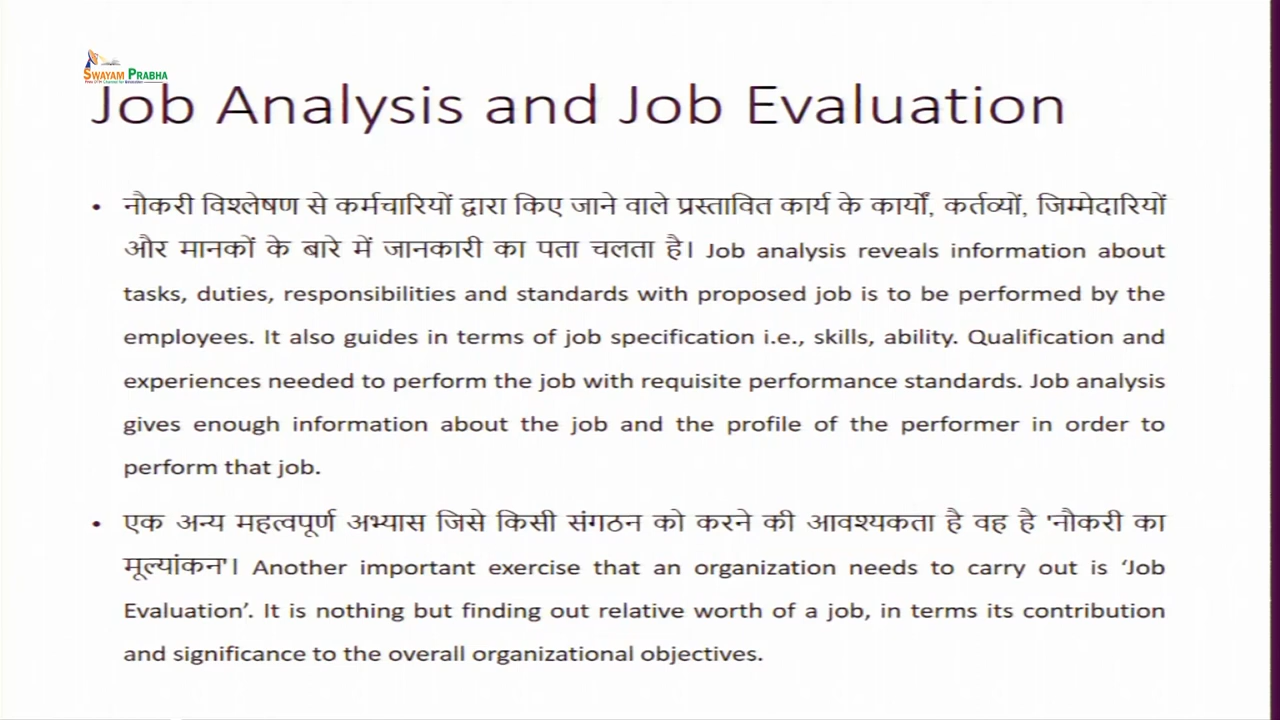 SWAYAM PRABHA
Job Analysis and Job Evaluation
• नौकरी विश्लेषण से कर्मचारियों द्वारा किए जाने वाले प्रस्तावित कार्य के कार्यों, कर्तव्यों, जिम्मेदारियों
और मानकों के बारे में जानकारी का पता चलता है। Job analysis reveals information about
tasks, duties, responsibilities and standards with proposed job is to be performed by the
employees. It also guides in terms of job specification i.e., skills, ability. Qualification and
experiences needed to perform the job with requisite performance standards. Job analysis
gives enough information about the job and the profile of the performer in order to
perform that job.
• एक अन्य महत्वपूर्ण अभ्यास जिसे किसी संगठन को करने की आवश्यकता है वह है 'नौकरी का
मूल्यांकन'। Another important exercise that an organization needs to carry out is ‘Job
Evaluation’. It is nothing but finding out relative worth of a job, in terms its contribution
and significance to the overall organizational objectives.